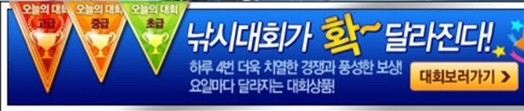 오늘의 대회 오늘의 대회 오늘의 대회
고급 중급 초급
낚시대회가 확~ 달라진다!
하루 4번 더욱 치열한 경쟁과 풍성한 보상!
요일마다 달라지는 대회상품!
대회보러가기 >